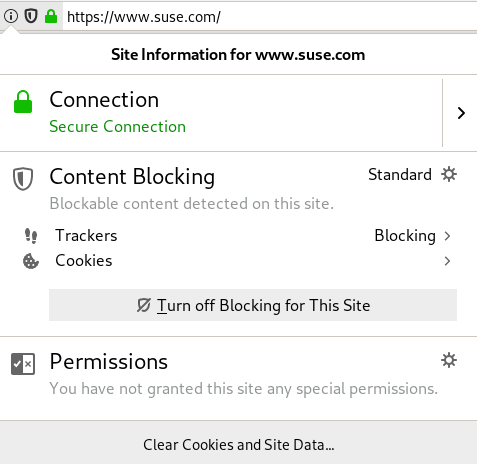 https://www.suse.com/
Site Information for www.suse.com
Connection
Secure Connection
Content Blocking Standard
Blockable content detected on this site.
Trackers Blocking
Cookies
Turn off Blocking for This Site
Permissions
You have not granted this site any special permissions.
Clear Cookies and Site Data...